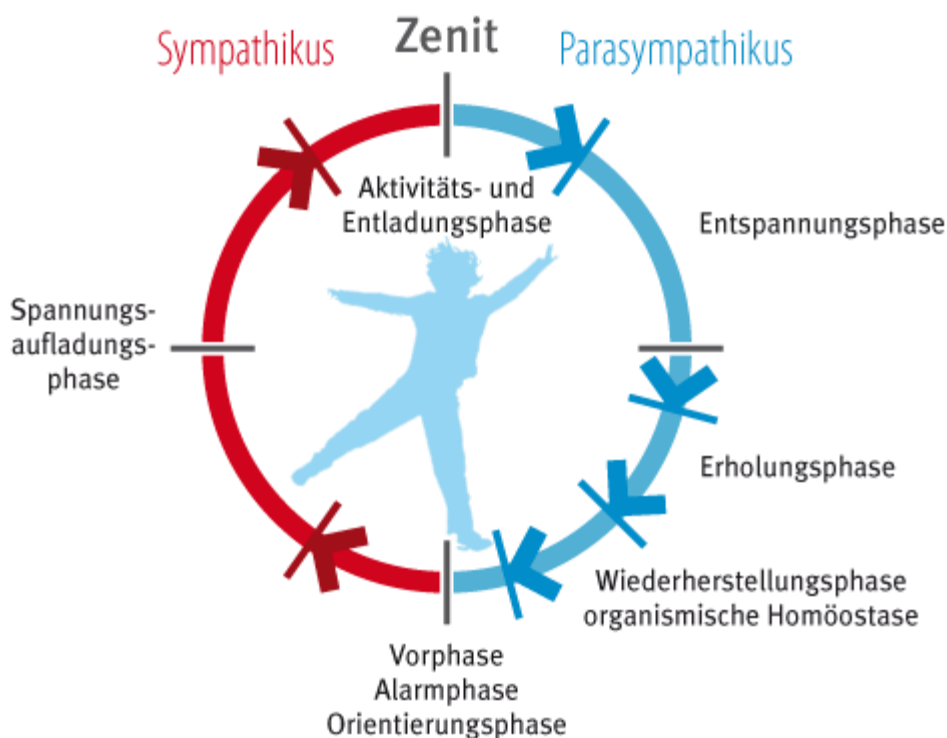 Sympathikus
Zenit
Parasympathikus
Aktivitäts- und
Entladungsphase
Entspannungsphase
Spannungs-
aufladungs-
phase
Erholungsphase
Wiederherstellungsphase
organismische Homöostase
Vorphase
Alarmphase
Orientierungsphase